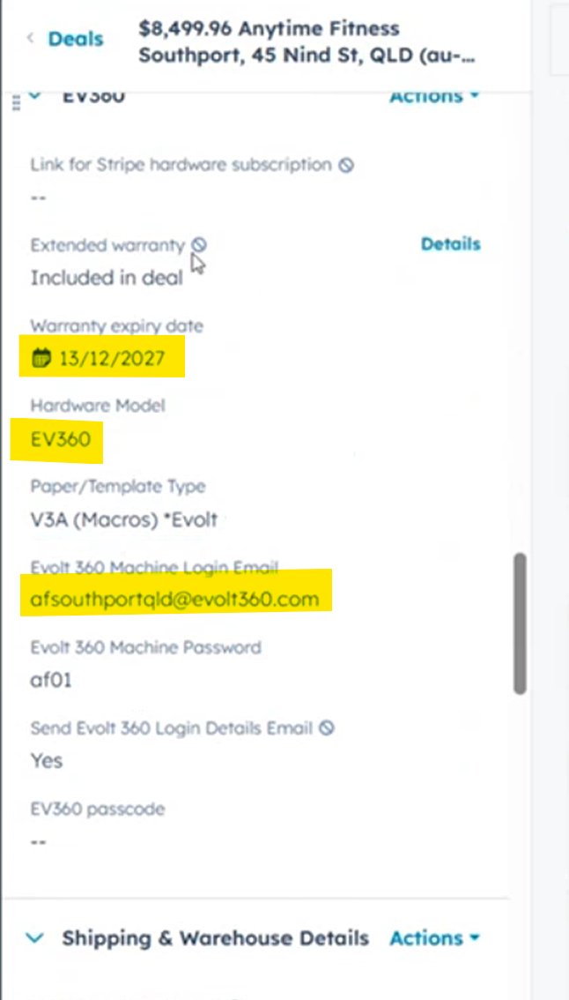 Deals
$8,499.96 Anytime Fitness
Southport, 45 Nind St, QLD (au-...
EV360
Actions
Link for Stripe hardware subscription
--
Extended warranty
Details
Included in deal
Warranty expiry date
13/12/2027
Hardware Model
EV360
Paper/Template Type
V3A (Macros) *Evolt
Evolt 360 Machine Login Email
afsouthportqld@evolt360.com
Evolt 360 Machine Password
af01
Send Evolt 360 Login Details Email
Yes
EV360 passcode
--
Shipping & Warehouse Details
Actions